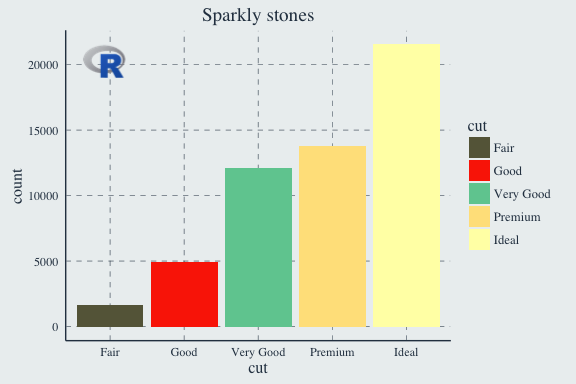 Sparkly stones
R
count
20000
15000
10000
5000
0
Fair
Good
Very Good
Premium
Ideal
cut
cut
Fair
Good
Very Good
Premium
Ideal